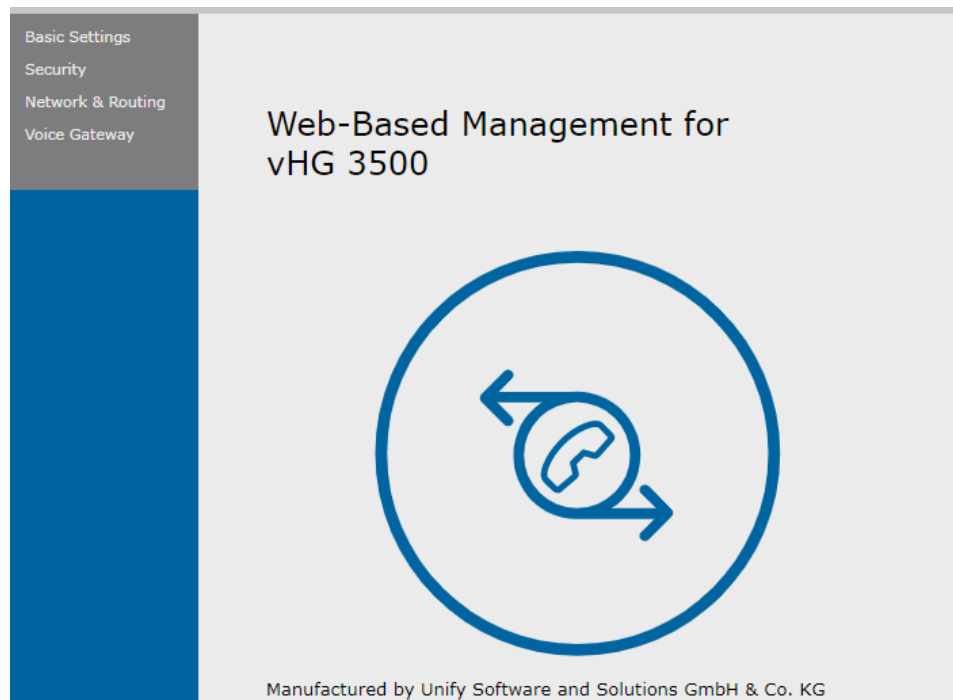 Basic Settings
Security
Network & Routing
Voice Gateway
Web-Based Management for
vHG 3500
Manufactured by Unify Software and Solutions GmbH & Co. KG